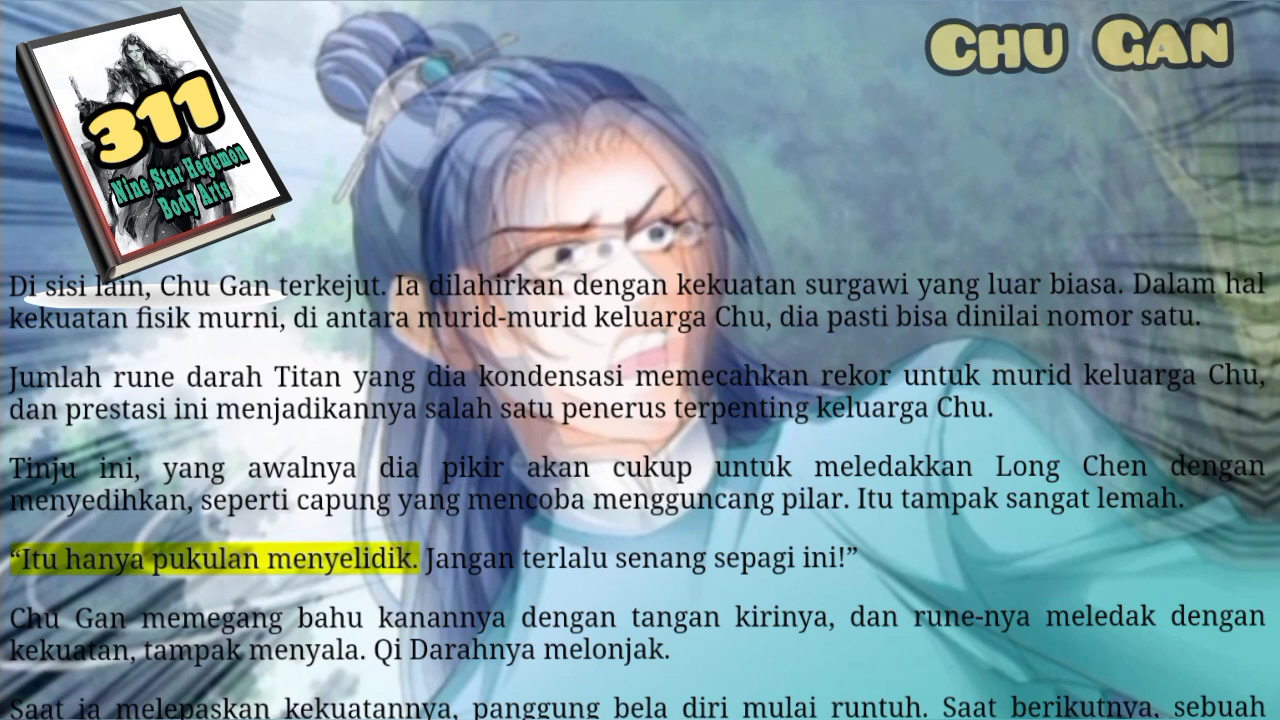 Chu Gan
311
Nine Star Hegemon
Body Arts
Di sisi lain, Chu Gan terkejut. Ia dilahirkan dengan kekuatan surgawi yang luar biasa. Dalam hal
kekuatan fisik murni, di antara murid-murid keluarga Chu, dia pasti bisa dinilai nomor satu.
Jumlah rune darah Titan yang dia kondensasi memecahkan rekor untuk murid keluarga Chu,
dan prestasi ini menjadikannya salah satu penerus terpenting keluarga Chu.
Tinju ini, yang awalnya dia pikir akan cukup untuk meledakkan Long Chen dengan
menyedihkan, seperti capung yang mencoba mengguncang pilar. Itu tampak sangat lemah.
“Itu hanya pukulan menyelidik. Jangan terlalu senang sepagi ini!”
Chu Gan memegang bahu kanannya dengan tangan kirinya, dan rune-nya meledak dengan
kekuatan, tampak menyala. Qi Darahnya melonjak.
Saat ia melepaskan kekuatannya, panggung bela diri mulai runtuh. Saat berikutnya, sebuah